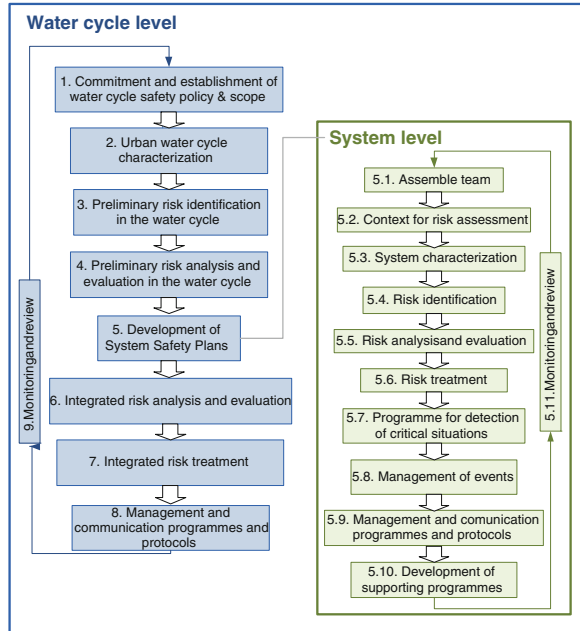 Water cycle level
1. Commitment and establishment of
water cycle safety policy & scope
2. Urban water cycle
characterization
3. Preliminary risk identification
in the water cycle
4. Preliminary risk analysis and
evaluation in the water cycle
5. Development of
System Safety Plans
6. Integrated risk analysis and evaluation
7. Integrated risk treatment
8. Management and
communication programmes and
protocols
9.Monitoringandreview
System level
5.1. Assemble team
5.2. Context for risk assessment
5.3. System characterization
5.4. Risk identification
5.5. Risk analysisand evaluation
5.6. Risk treatment
5.7. Programme for detection
of critical situations
5.8. Management of events
5.9. Management and comunication
programmes and protocols
5.10. Development of
supporting programmes
5.11.Monitoringandreview